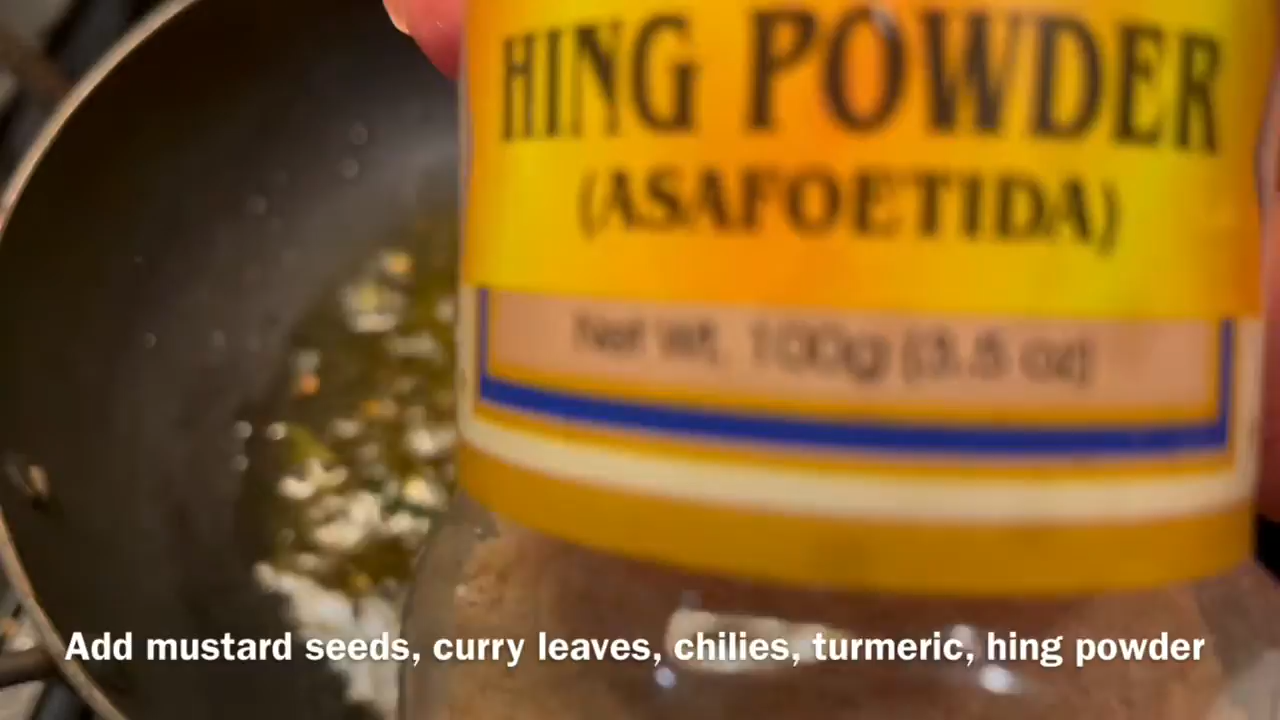 HING POWDER
(ASAFOETIDA)
Net Wt. 100g (3.5 oz)
Add mustard seeds, curry leaves, chilies, turmeric, hing powder